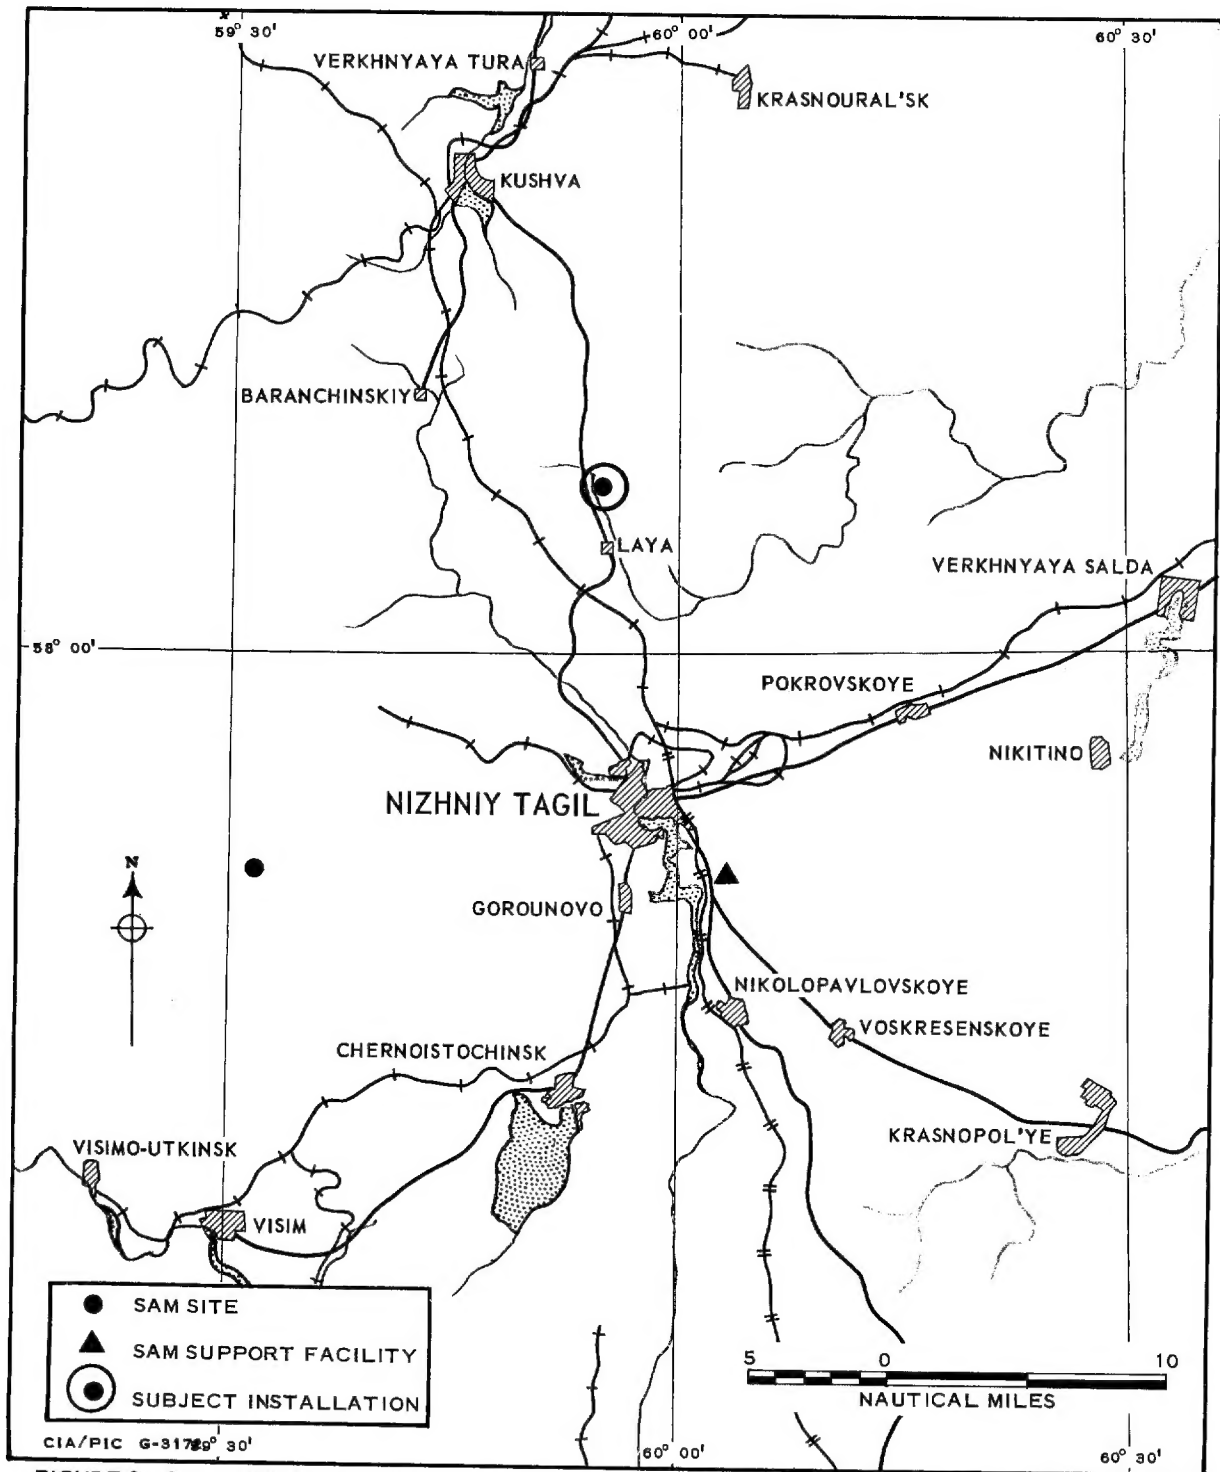 59° 30'
60° 00'
60° 30'
VERKHNYAYA TURA
KRASNOURAL'SK
KUSHVA
BARANCHINSKIY
LAYA
VERKHNYAYA SALDA
58° 00'
POKROVSKOYE
NIKITINO
NIZHNIY TAGIL
N
GOROUNOVO
NIKOLOPAVLOVSKOYE
VOSKRESENSKOYE
CHERNOISTOCHINSK
KRASNOPOL'YE
VISIMO-UTKINSK
VISIM
SAM SITE
SAM SUPPORT FACILITY
SUBJECT INSTALLATION
5 0 10
NAUTICAL MILES
CIA/PIC
30'
60° 00'
60° 30'